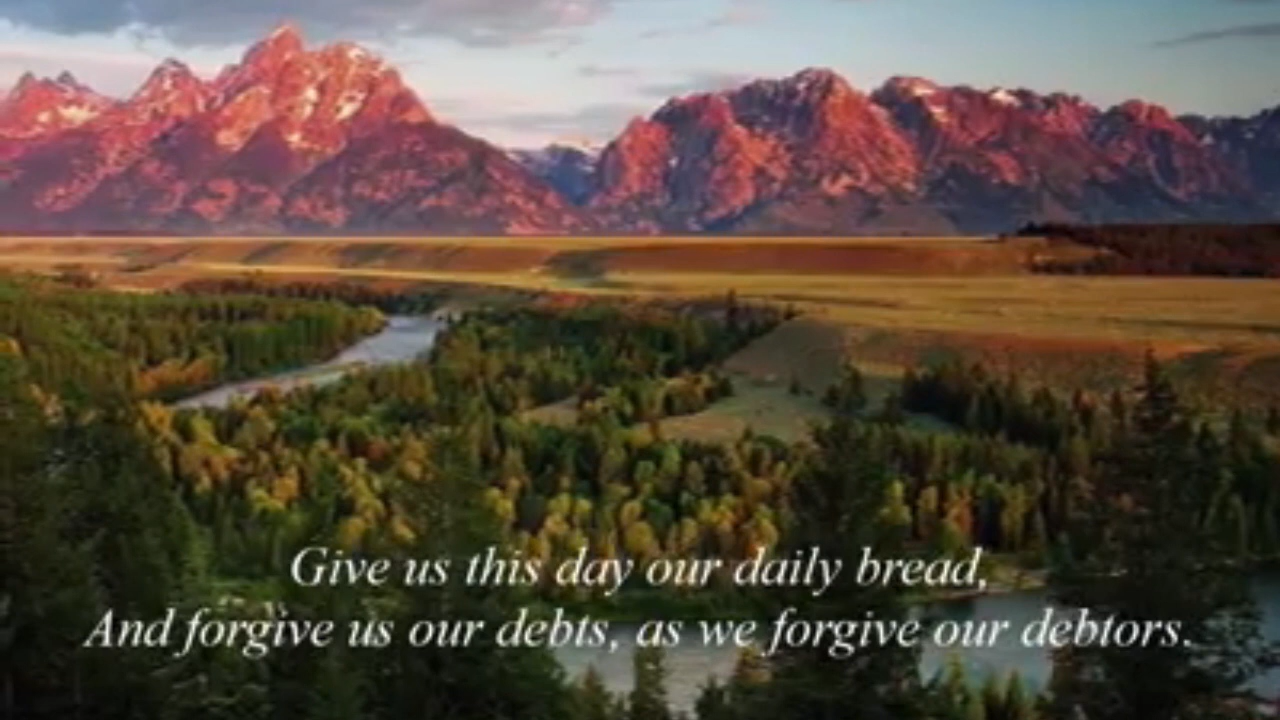 Give us this day our daily bread,
And forgive us our debts, as we forgive our debtors.